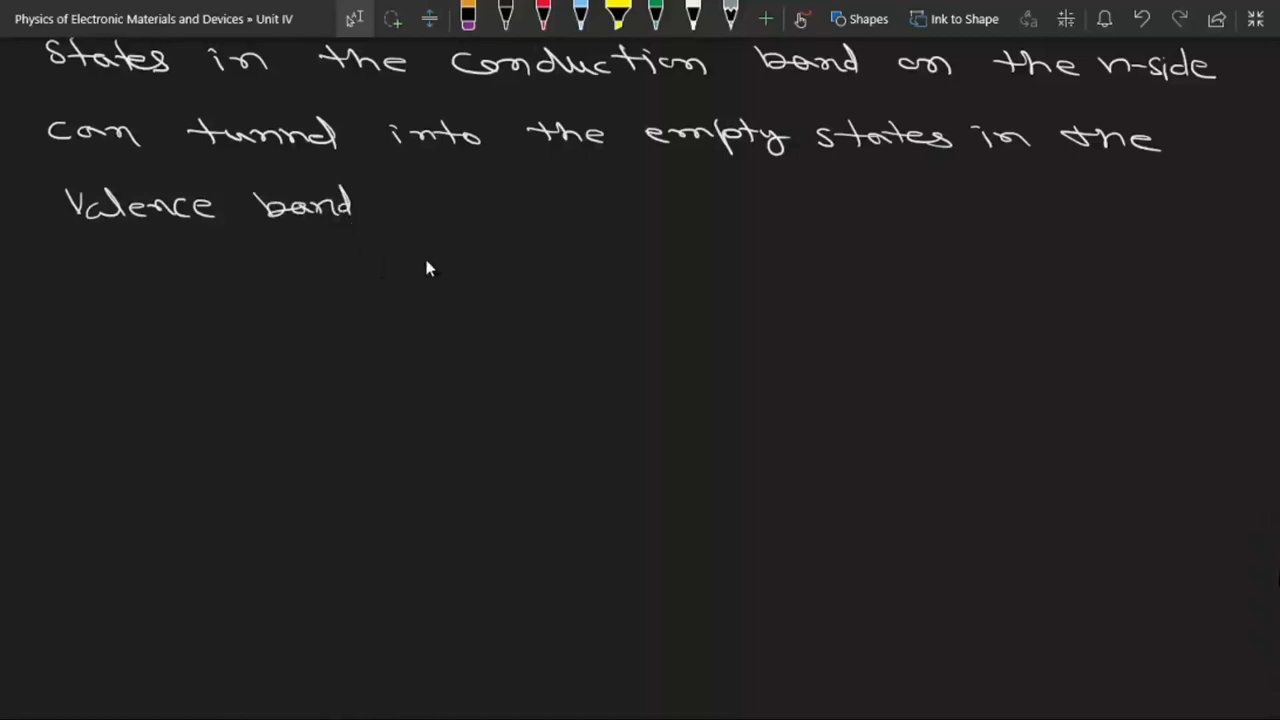 Physics of Electronic Materials and Devices » Unit IV
Shapes
Ink to Shape
States in the conduction band on the n-side
can tunnel into the empty states in the
Valence band